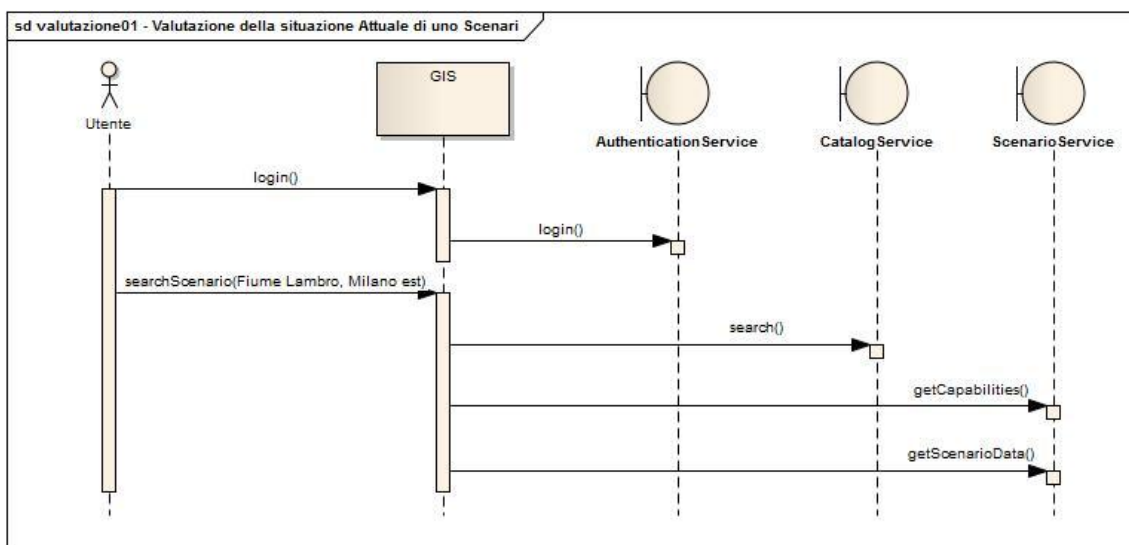 sd valutazione01 - Valutazione della situazione Attuale di uno Scenari
GIS
Utente
AuthenticationService
CatalogService
ScenarioService
login()
login()
searchScenario(Fiume Lambro, Milano est)
search()
getCapabilities()
getScenarioData()